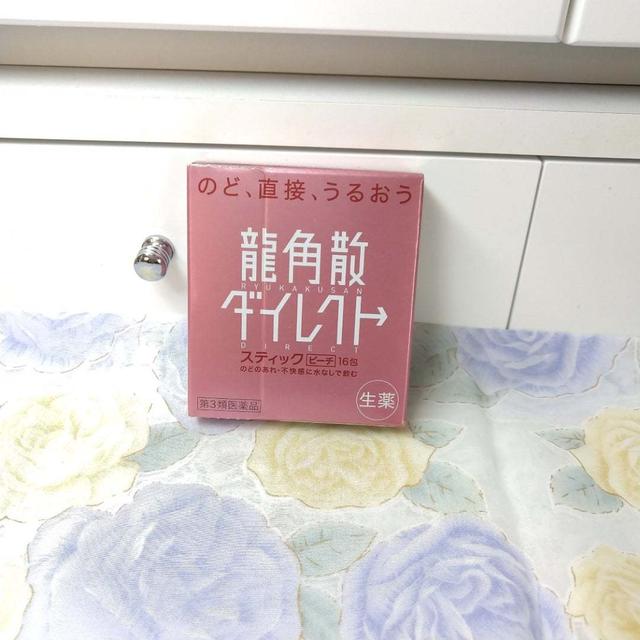 のど、直接、うるおう
龍角散
RYUKAKUSAN
ダイレクト
DIRECT
スティック ピーチ 16包
のどのあれ・不快感に水なしで飲む
第3類医薬品
生薬